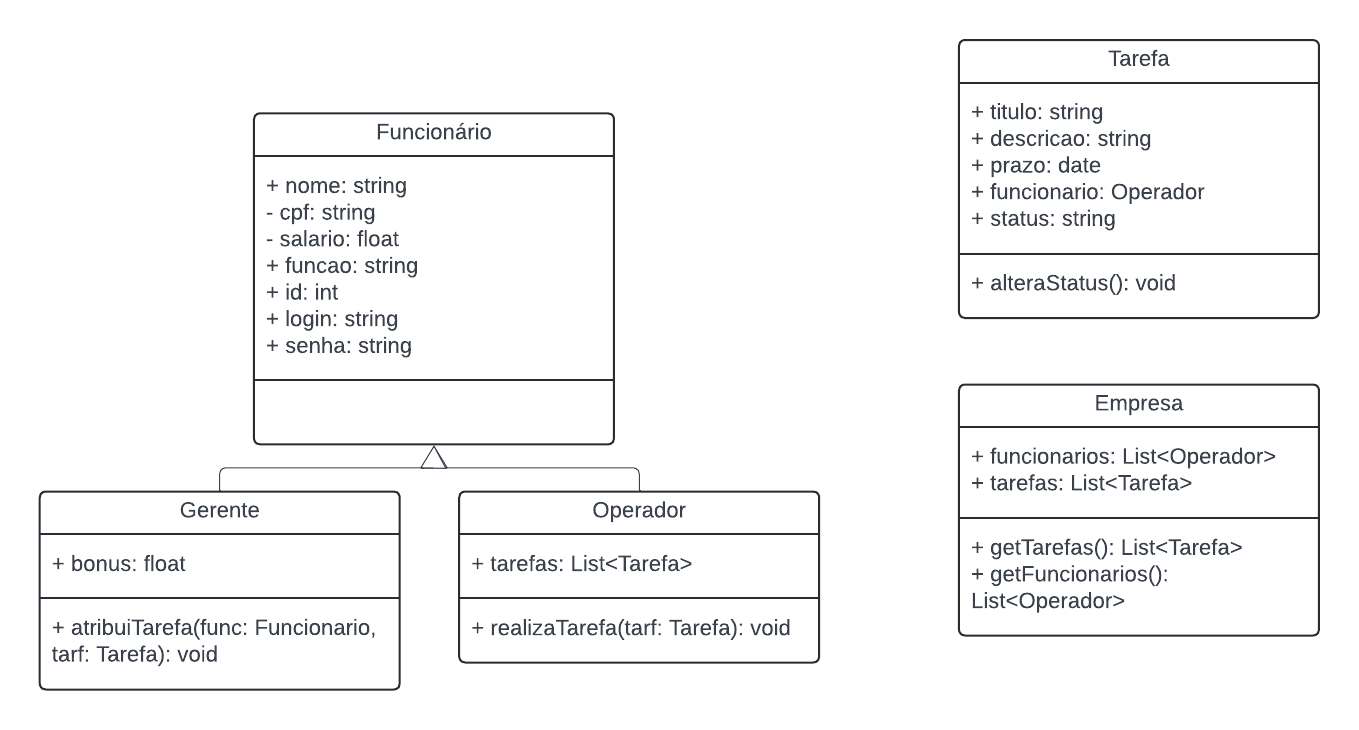 Funcionário
+ nome: string
- cpf: string
- salario: float
+ funcao: string
+ id: int
+ login: string
+ senha: string
Gerente
+ bonus: float
+ atribuiTarefa(func: Funcionario,
tarf: Tarefa): void
Operador
+ tarefas: List<Tarefa>
+ realizaTarefa(tarf: Tarefa): void
Tarefa
+ titulo: string
+ descricao: string
+ prazo: date
+ funcionario: Operador
+ status: string
+ alteraStatus(): void
Empresa
+ funcionarios: List<Operador>
+ tarefas: List<Tarefa>
+ getTarefas(): List<Tarefa>
+ getFuncionarios():
List<Operador>